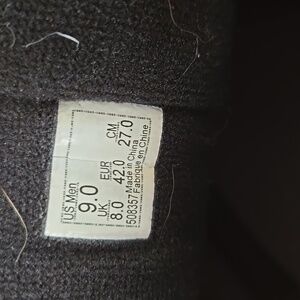 US Men EUR CM
9.0 42.0 27.0
UK
8.0
508357 Made in China
Fabriqué en Chine